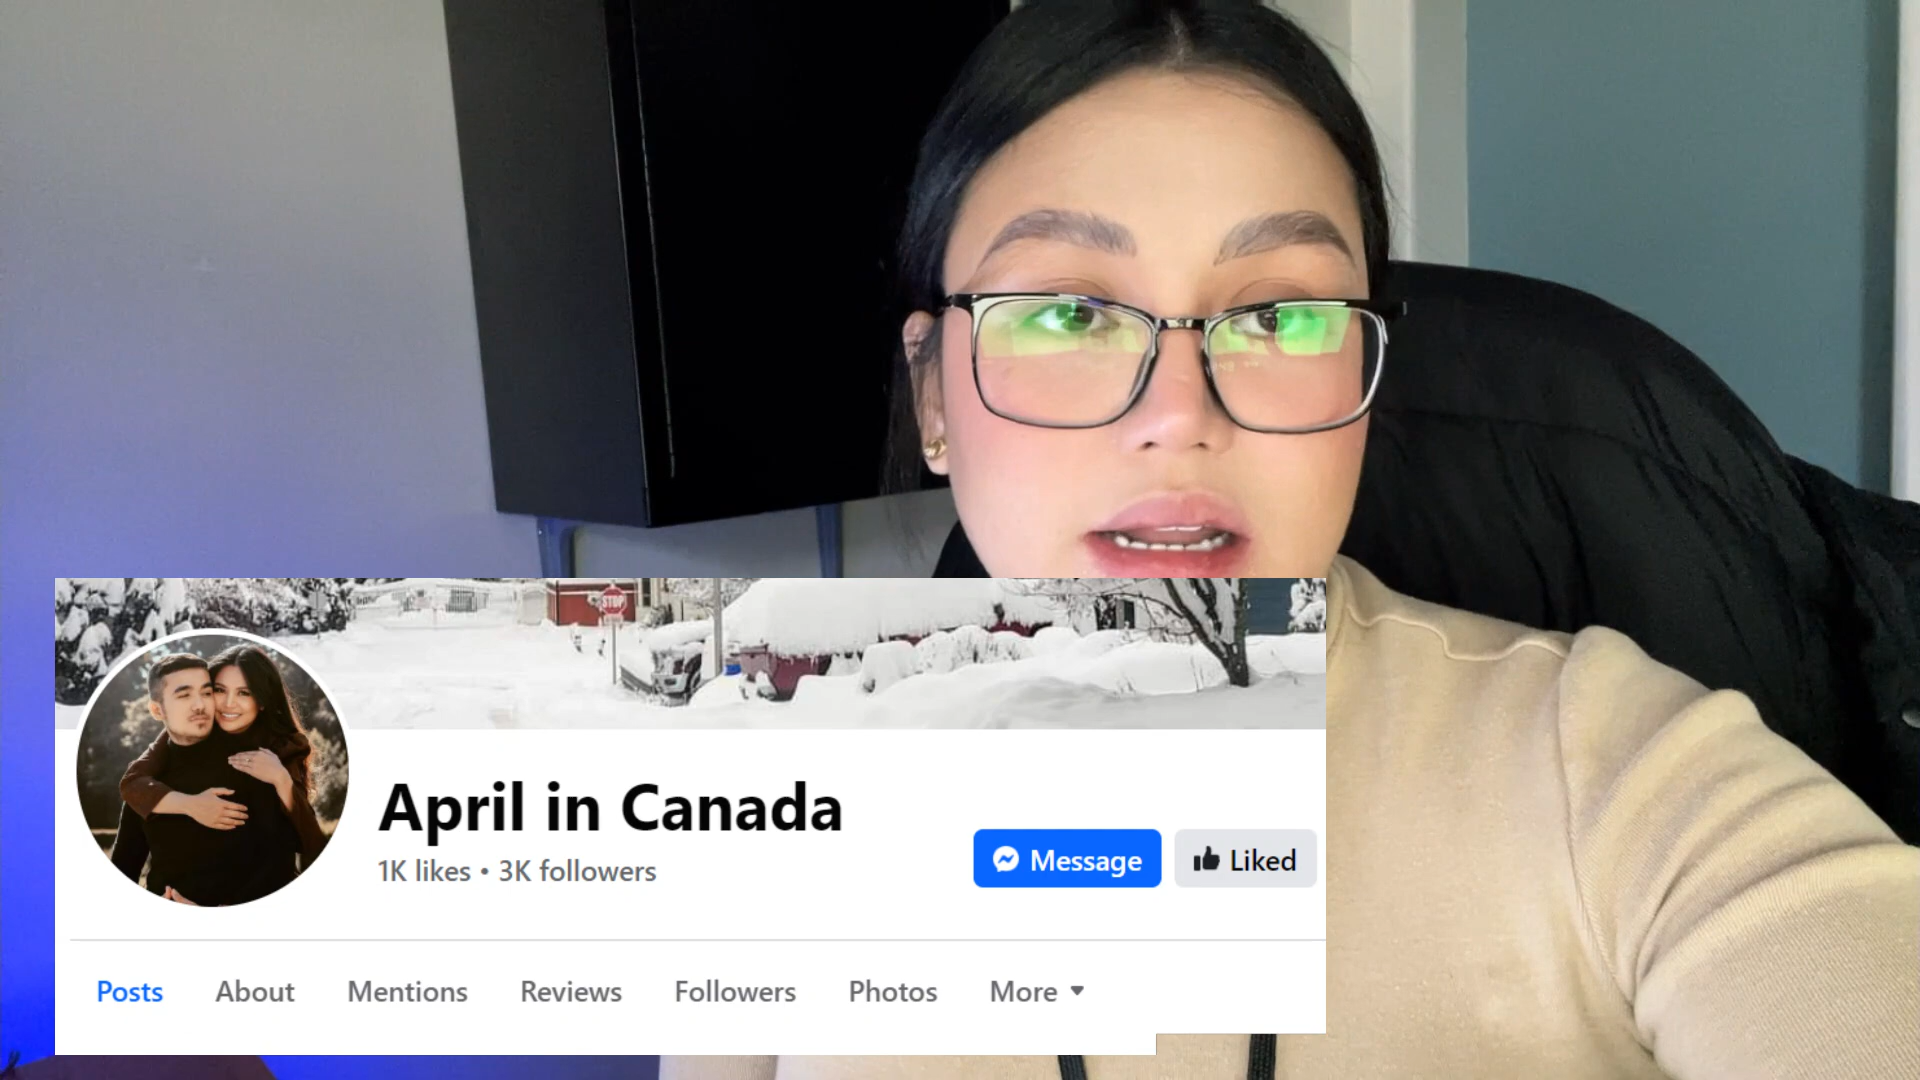 STOP
April in Canada
1K likes • 3K followers
Message
Liked
Posts About Mentions Reviews Followers Photos More